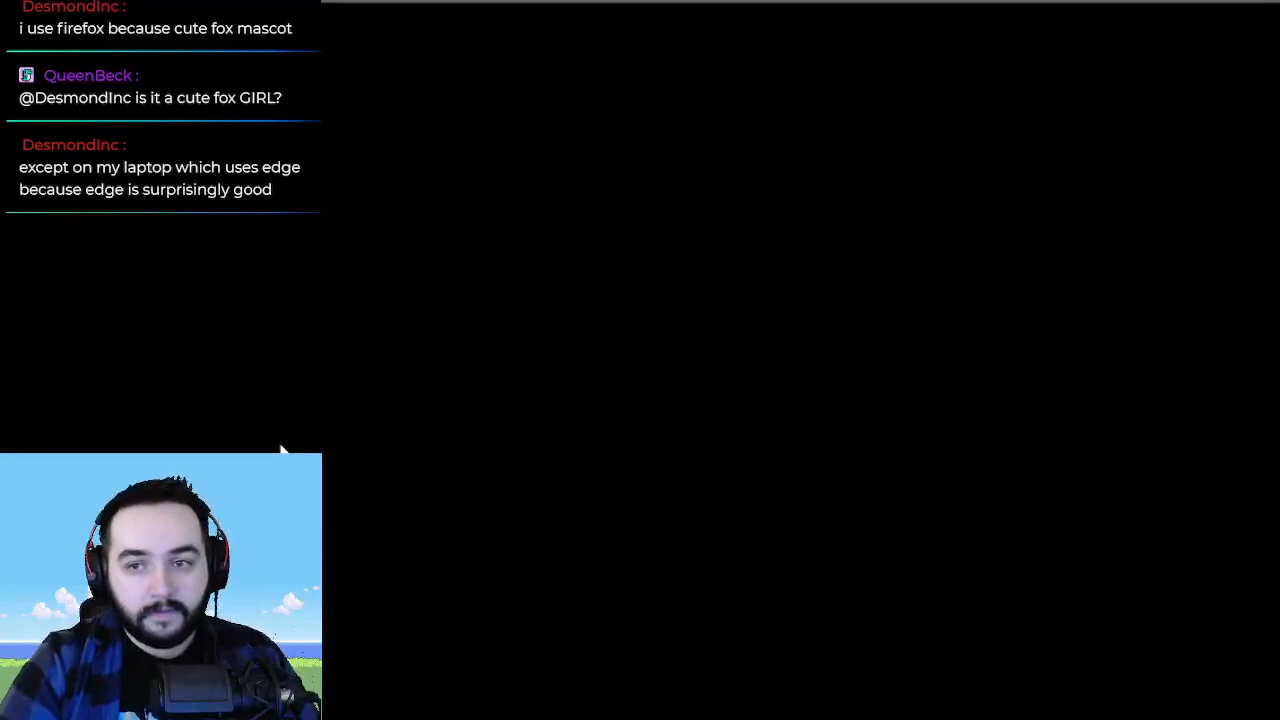 DesmondInc :
i use firefox because cute fox mascot
QueenBeck :
@DesmondInc is it a cute fox GIRL?
DesmondInc :
except on my laptop which uses edge
because edge is surprisingly good